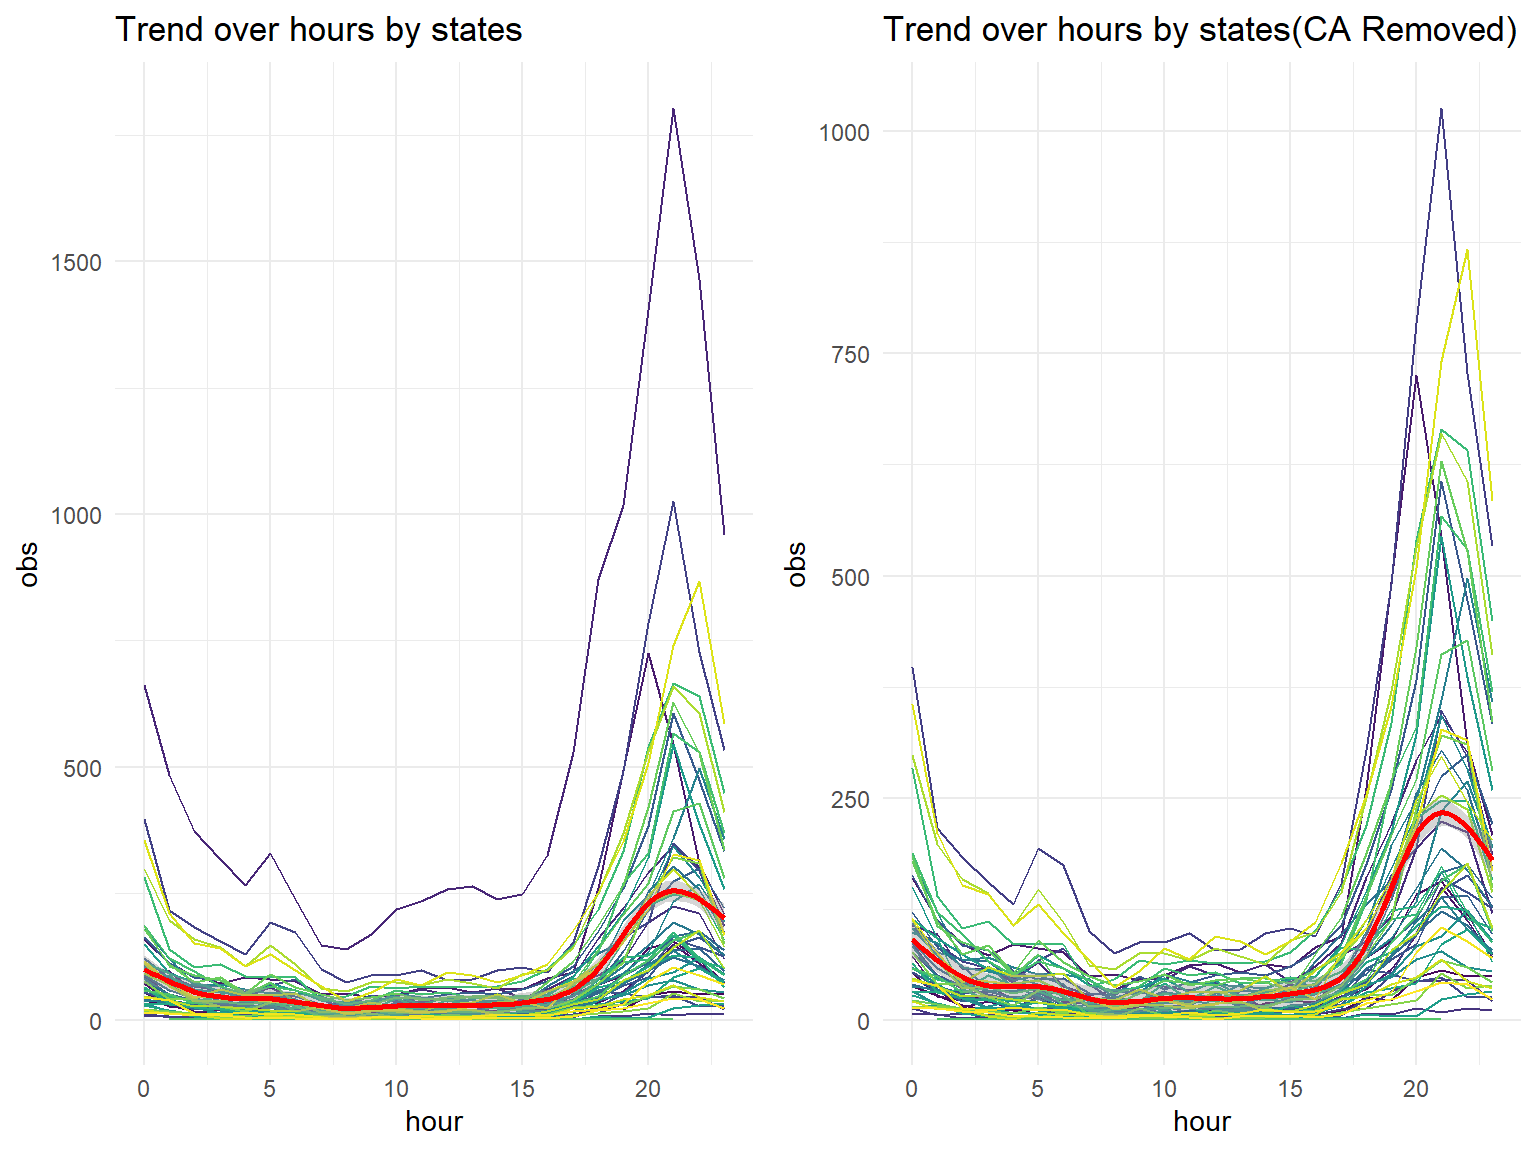 Trend over hours by states
1500
1000
500
0
obs
0 5 10 15 20
hour
Trend over hours by states(CA Removed)
1000
750
500
250
0
obs
0 5 10 15 20
hour